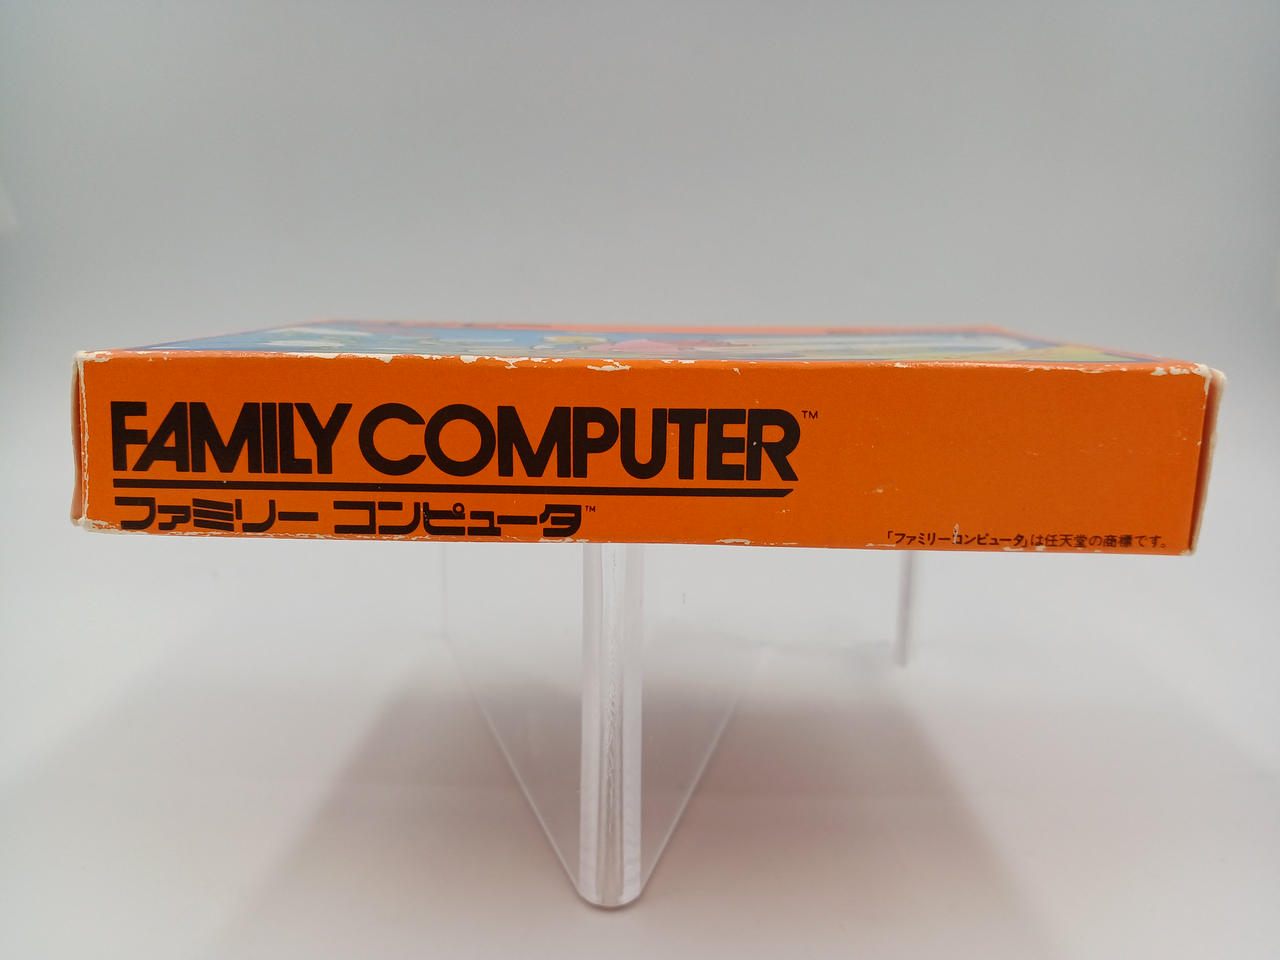 FAMILY COMPUTER™
ファミリー コンピュータ™
「ファミリーコンピュータ」は任天堂の商標です。